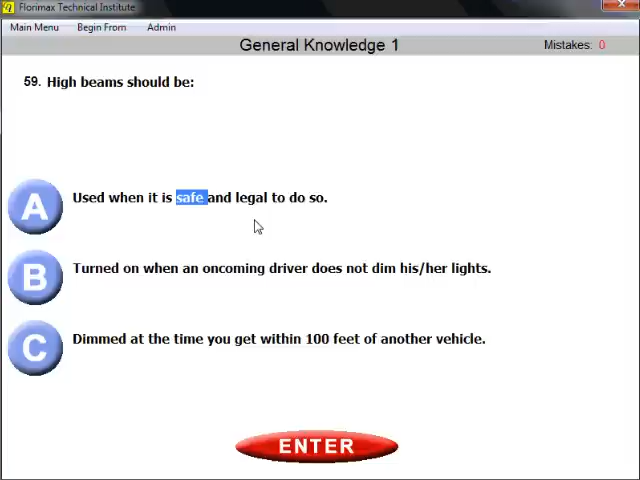 Florimax Technical Institute
Main Menu Begin From Admin
General Knowledge 1 Mistakes: 0
59. High beams should be:
A Used when it is safe and legal to do so.
B Turned on when an oncoming driver does not dim his/her lights.
C Dimmed at the time you get within 100 feet of another vehicle.
ENTER